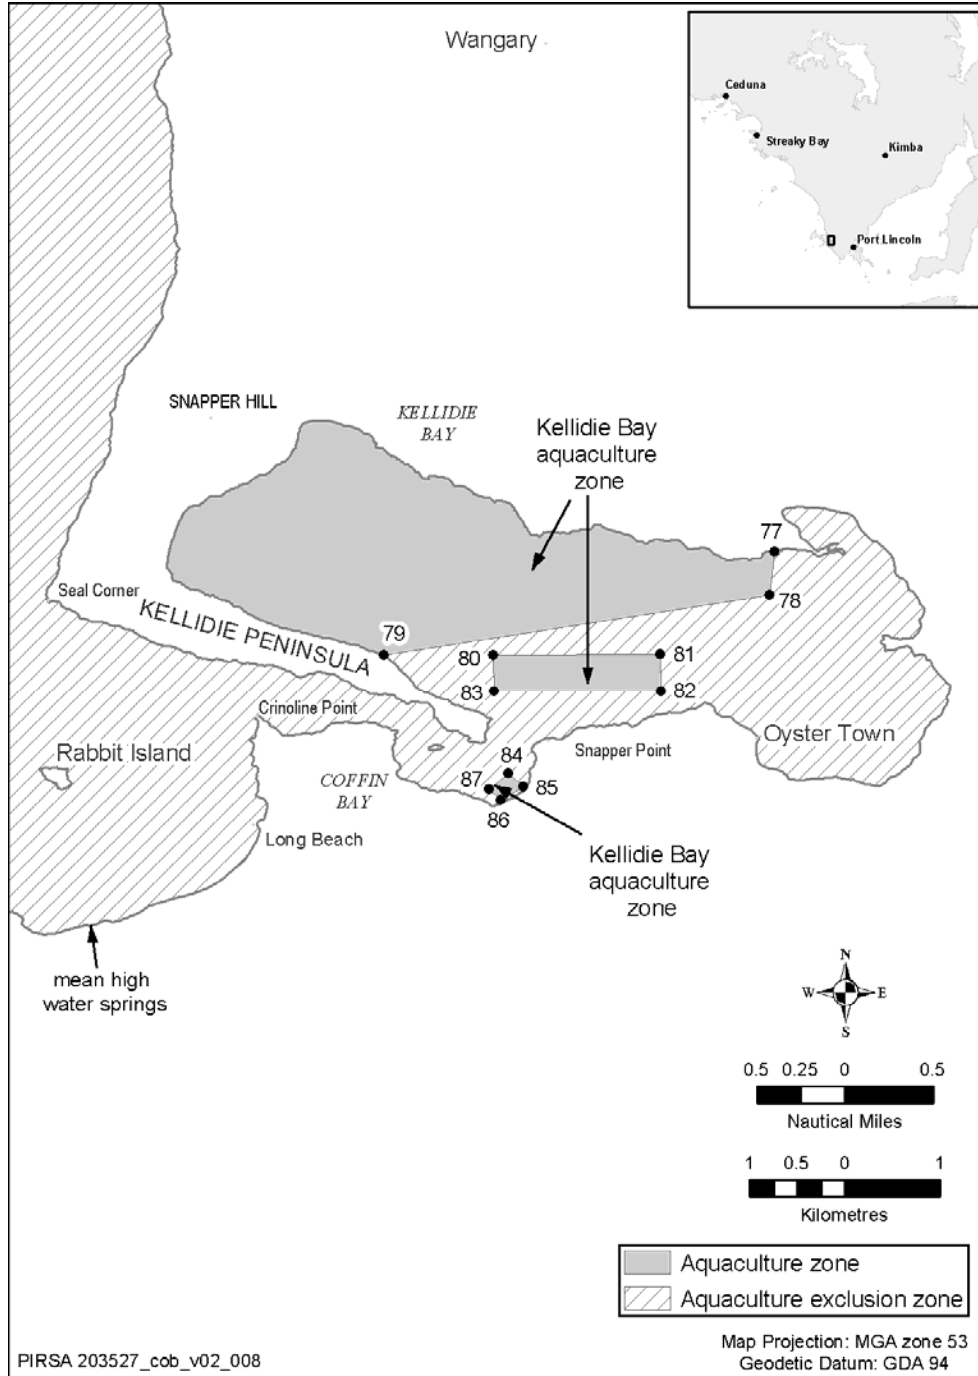 Wangary
Ceduna
Streaky Bay
Kimba
Port Lincoln
SNAPPER HILL
KELLIDIE
BAY
Kellidie Bay
aquaculture
zone
77
78
Seal Corner
KELLIDIE PENINSULA
79
80
81
83
82
Crinoline Point
Rabbit Island
Snapper Point
Oyster Town
COFFIN
BAY
84
87
85
86
Long Beach
Kellidie Bay
aquaculture
zone
mean high
water springs
N
W
E
S
0.5 0.25 0 0.5
Nautical Miles
1 0.5 0 1
Kilometres
Aquaculture zone
Aquaculture exclusion zone
PIRSA 203527_cob_v02_008
Map Projection: MGA zone 53
Geodetic Datum: GDA 94